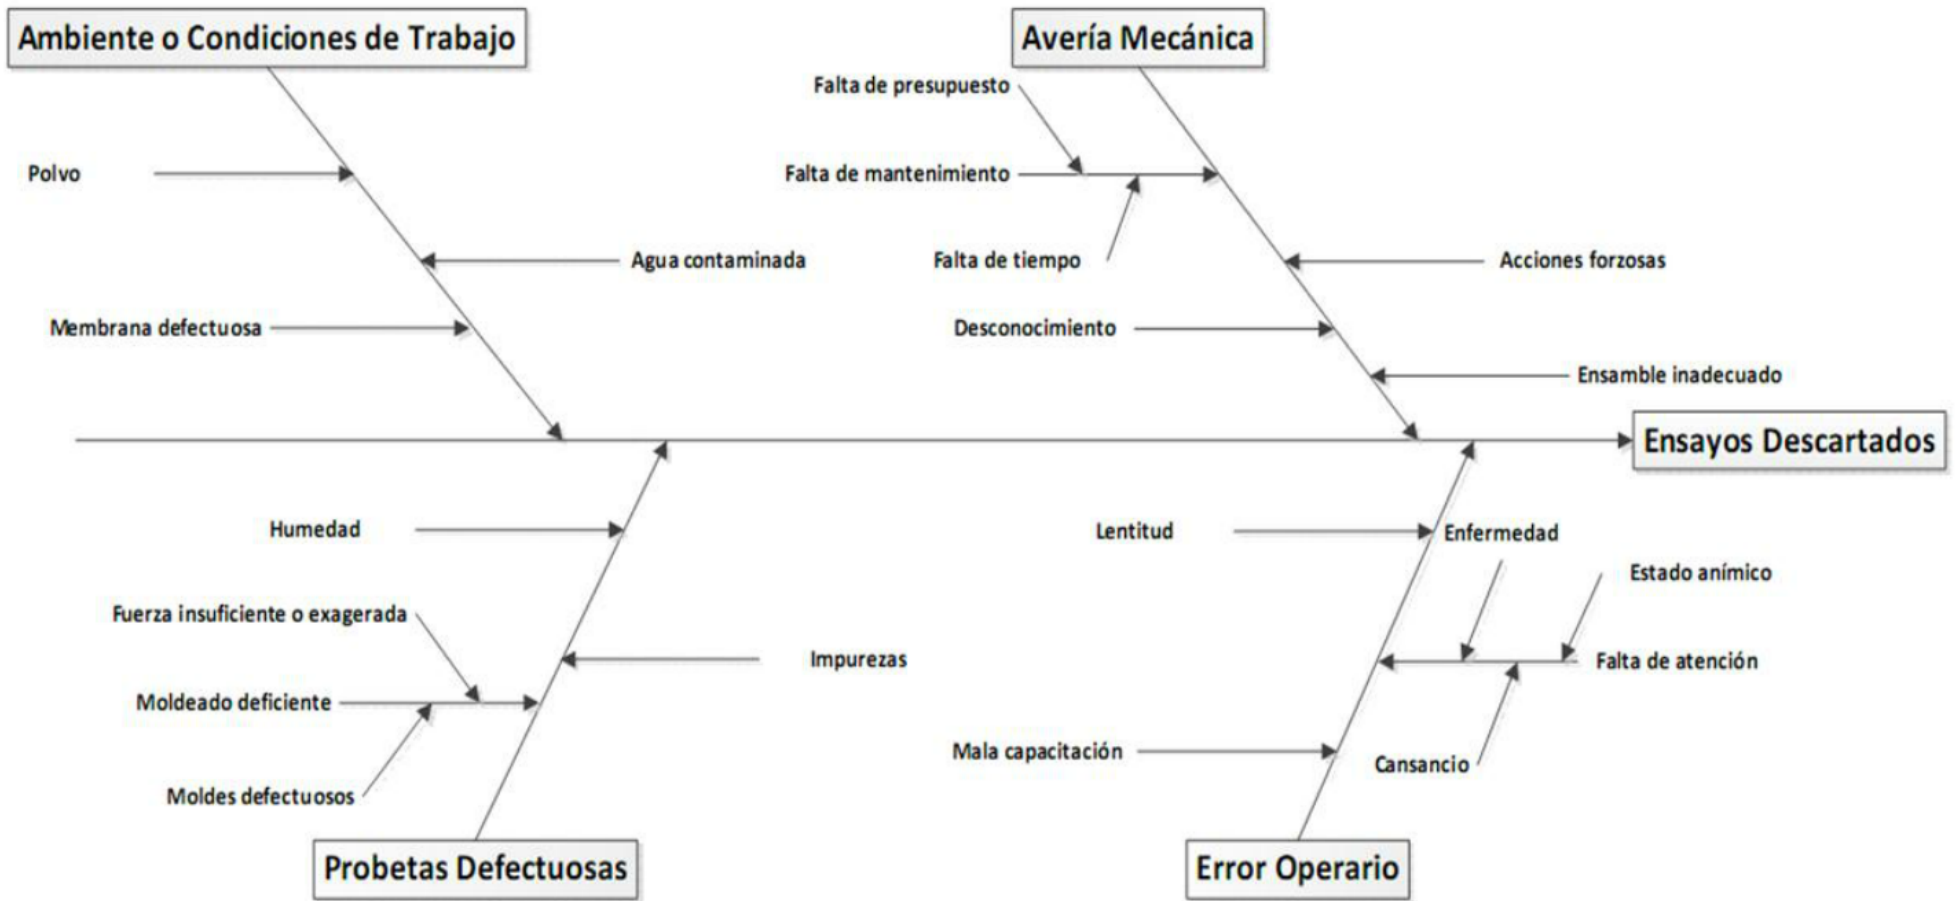 Ambiente o Condiciones de Trabajo
Avería Mecánica
Falta de presupuesto
Polvo
Falta de mantenimiento
Agua contaminada
Falta de tiempo
Acciones forzosas
Membrana defectuosa
Desconocimiento
Ensamble inadecuado
Ensayos Descartados
Humedad
Lentitud
Enfermedad
Estado anímico
Fuerza insuficiente o exagerada
Impurezas
Falta de atención
Moldeado deficiente
Mala capacitación
Cansancio
Moldes defectuosos
Probetas Defectuosas
Error Operario